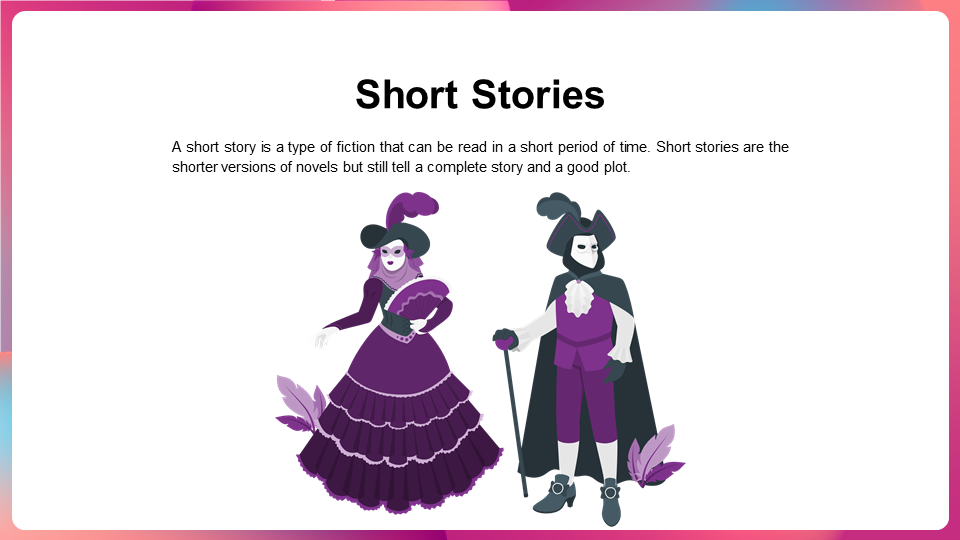 Short Stories
A short story is a type of fiction that can be read in a short period of time. Short stories are the
shorter versions of novels but still tell a complete story and a good plot.